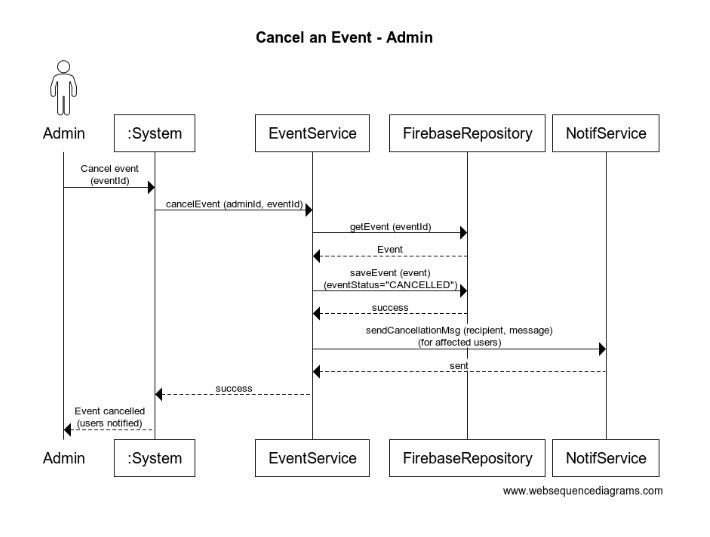 Cancel an Event - Admin
Admin
:System
EventService
FirebaseRepository
NotifService
Cancel event
(eventId)
cancelEvent (adminId, eventId)
getEvent (eventId)
Event
saveEvent (event)
(eventStatus="CANCELLED")
success
sendCancellationMsg (recipient, message)
(for affected users)
sent
success
Event cancelled
(users notified)
Admin
:System
EventService
FirebaseRepository
NotifService
www.websequencediagrams.com